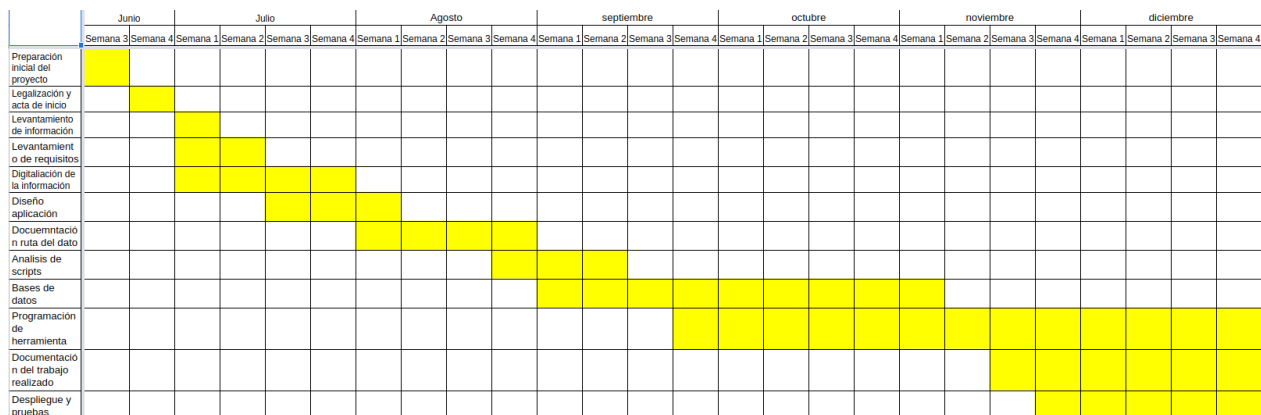 Junio Julio Agosto septiembre octubre noviembre diciembre
Semana 3 Semana 4 Semana 1 Semana 2 Semana 3 Semana 4 Semana 1 Semana 2 Semana 3 Semana 4 Semana 1 Semana 2 Semana 3 Semana 4 Semana 1 Semana 2 Semana 3 Semana 4 Semana 1 Semana 2 Semana 3 Semana 4 Semana 1 Semana 2 Semana 3 Semana 4
Preparación
inicial del
proyecto
Legalización y
acta de inicio
Levantamiento
de información
Levantamient
o de requisitos
Digitaliación de
la información
Diseño
aplicación
Docuemntació
n ruta del dato
Analisis de
scripts
Bases de
datos
Programación
de
herramienta
Documentació
n del trabajo
realizado
Despliegue y
pruebas